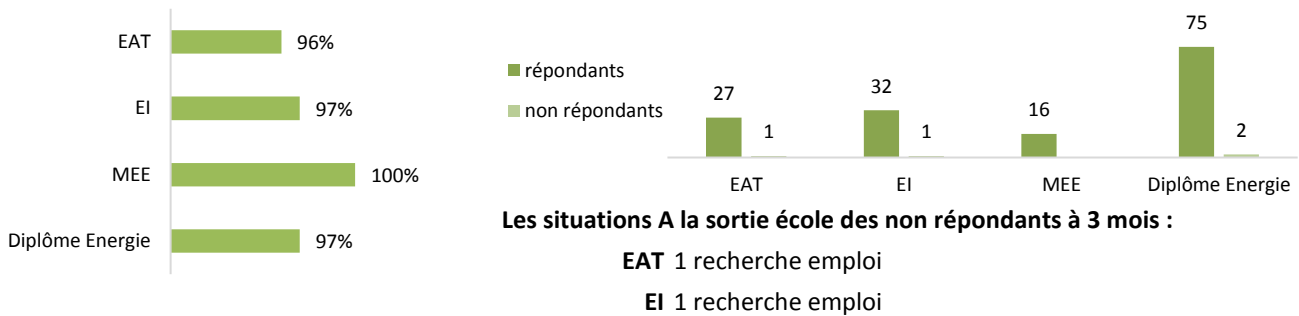 EAT 96%
EI 97%
MEE 100%
Diplôme Energie 97%
répondants
non répondants
27 1 32 1 16 75 2
EAT EI MEE Diplôme Energie
Les situations A la sortie école des non répondants à 3 mois :
EAT 1 recherche emploi
EI 1 recherche emploi